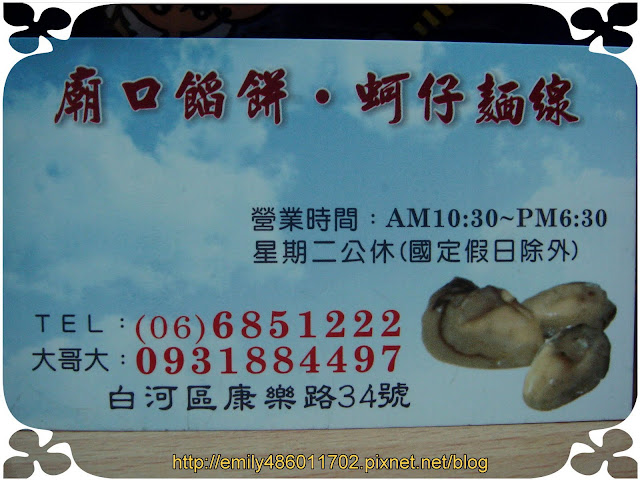 廟口餡餅・蚵仔麵線
營業時間：AM10:30~PM6:30
星期二公休(國定假日除外)
TEL：(06)6851222
大哥大：0931884497
白河區康樂路34號
http://emily486011702.pixnet.net/blog